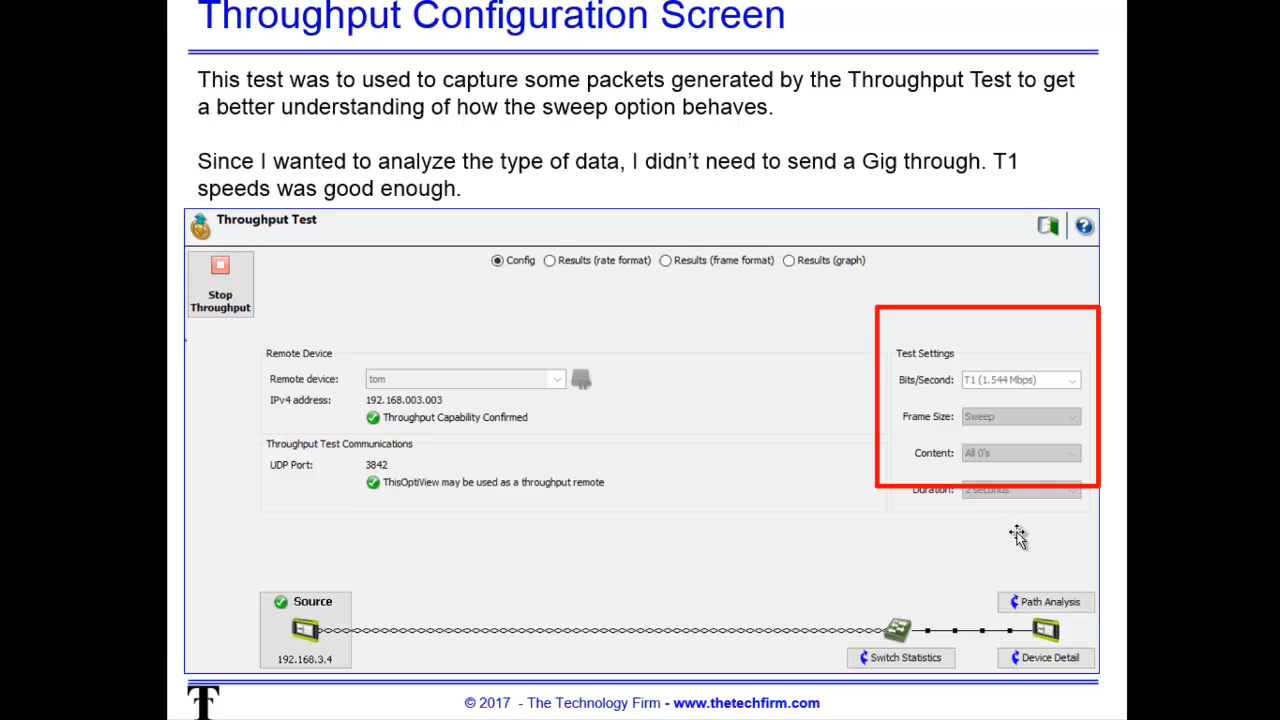 Throughput Configuration Screen
This test was to used to capture some packets generated by the Throughput Test to get
a better understanding of how the sweep option behaves.
Since I wanted to analyze the type of data, I didn't need to send a Gig through. T1
speeds was good enough.
Throughput Test
Config
Results (rate format)
Results (frame format)
Results (graph)
Stop
Throughput
Remote Device
Remote device: tom
IPv4 address: 192.168.003.003
Throughput Capability Confirmed
Throughput Test Communications
UDP Port: 3842
ThisOptiView may be used as a throughput remote
Test Settings
Bits/Second: T1 (1.544 Mbps)
Frame Size: Sweep
Content: All 0's
Duration: 2 seconds
Source
192.168.3.4
Path Analysis
Switch Statistics
Device Detail
T
© 2017 - The Technology Firm - www.thetechfirm.com